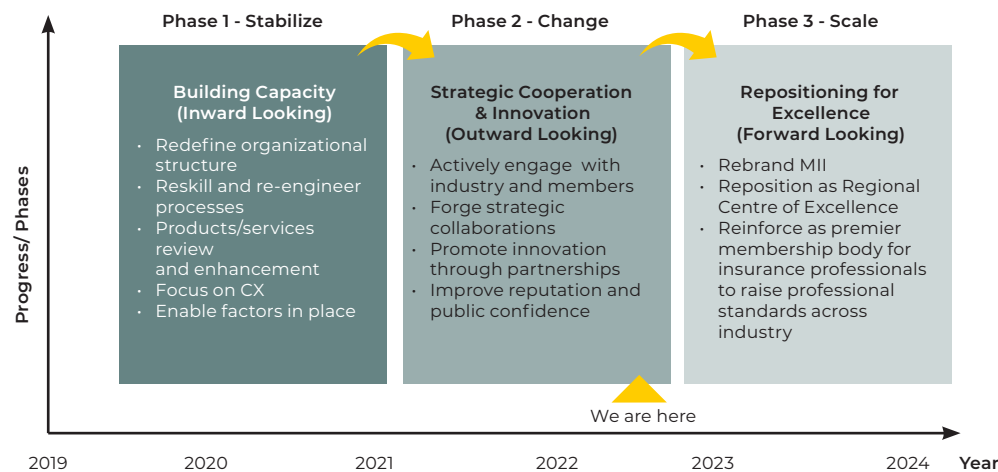 Phase 1 - Stabilize
Phase 2 - Change
Phase 3 - Scale
Progress/ Phases
Building Capacity
(Inward Looking)
• Redefine organizational
structure
• Reskill and re-engineer
processes
• Products/services
review
and enhancement
• Focus on CX
• Enable factors in place
Strategic Cooperation
& Innovation
(Outward Looking)
• Actively engage with
industry and members
• Forge strategic
collaborations
• Promote innovation
through partnerships
• Improve reputation and
public confidence
Repositioning for
Excellence
(Forward Looking)
• Rebrand MII
• Reposition as Regional
Centre of Excellence
• Reinforce as premier
membership body for
insurance professionals
to raise professional
standards across
industry
We are here
2019 2020 2021 2022 2023 2024 Year